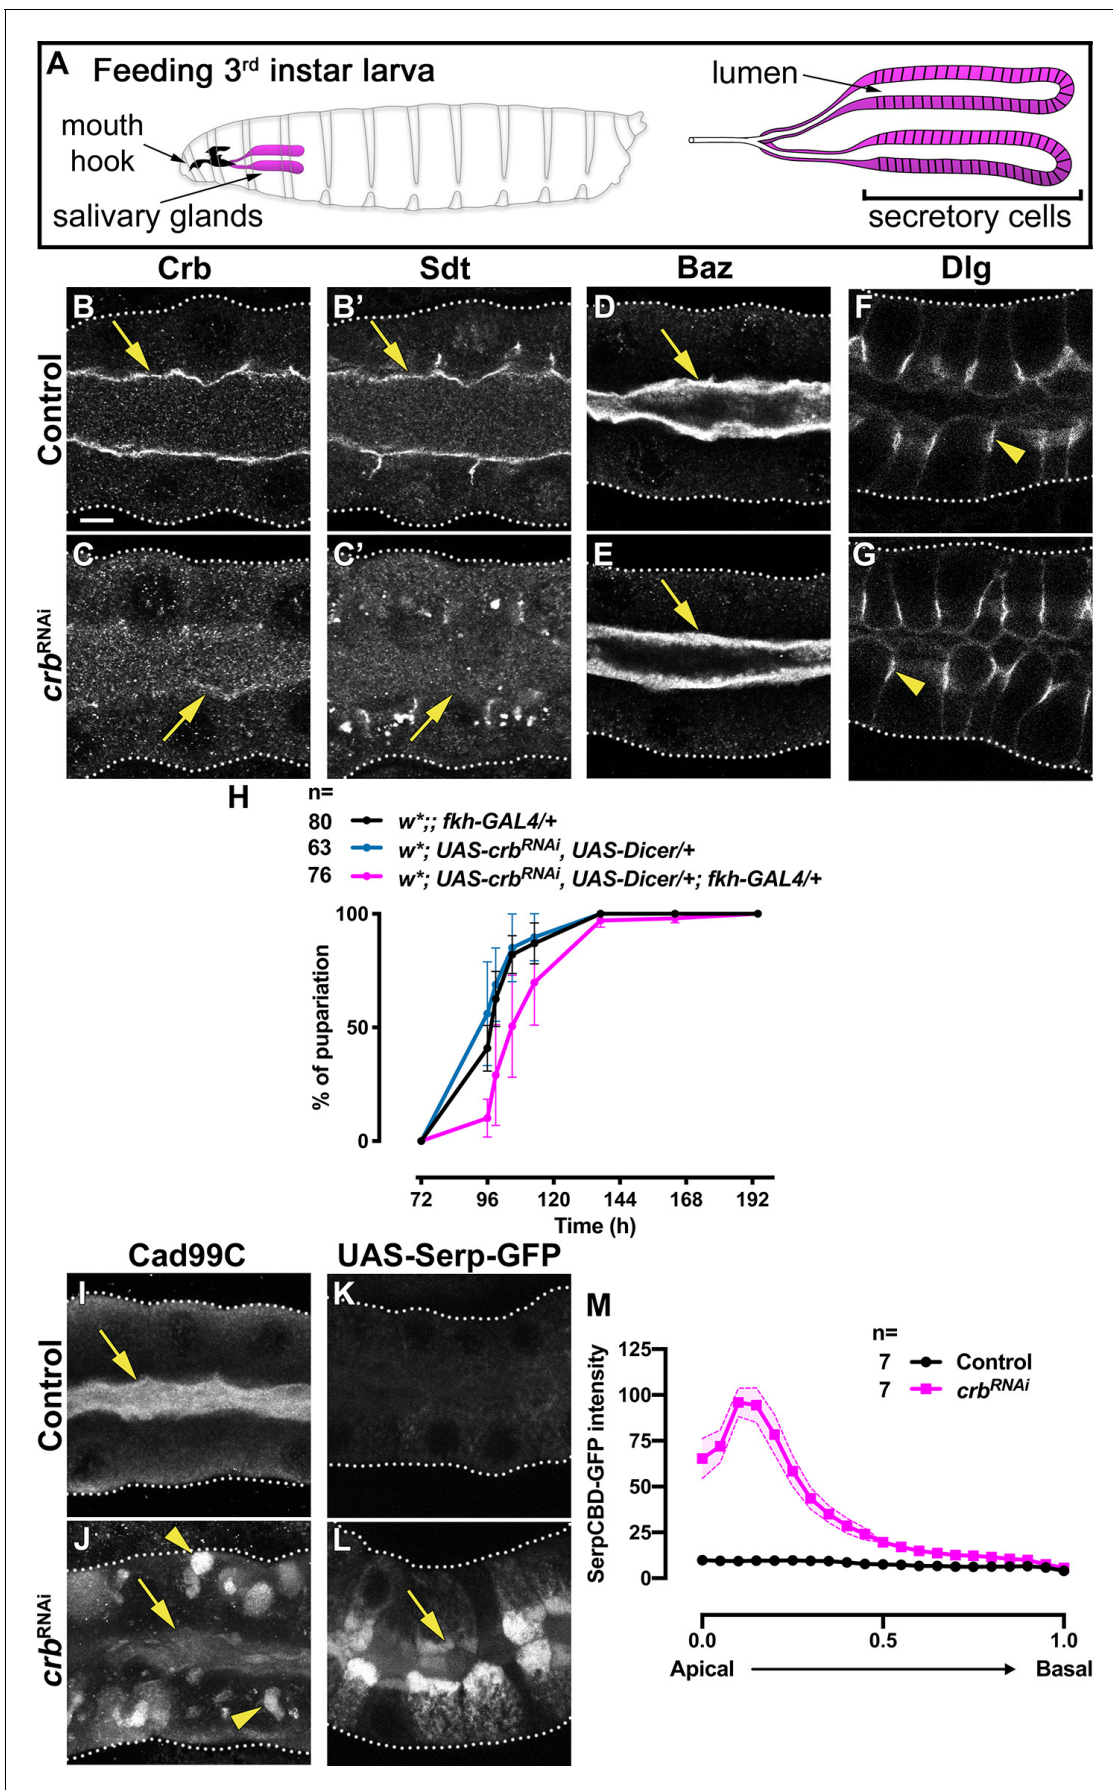 A Feeding 3rd instar larva
mouth
hook
salivary glands
lumen
secretory cells
Crb Sdt Baz Dlg
Control
B B’ D F
crbRNAi
C C’ E G
H
n=
80 w*;; fkh-GAL4/+
63 w*; UAS-crbRNAi, UAS-Dicer/+
76 w*; UAS-crbRNAi, UAS-Dicer/+; fkh-GAL4/+
% of pupariation
100
50
0
72 96 120 144 168 192
Time (h)
Cad99C UAS-Serp-GFP
Control
I K
crbRNAi
J L
M
n=
7 Control
7 crbRNAi
SerpCBD-GFP intensity
125
100
75
50
25
0
0.0 0.5 1.0
Apical Basal